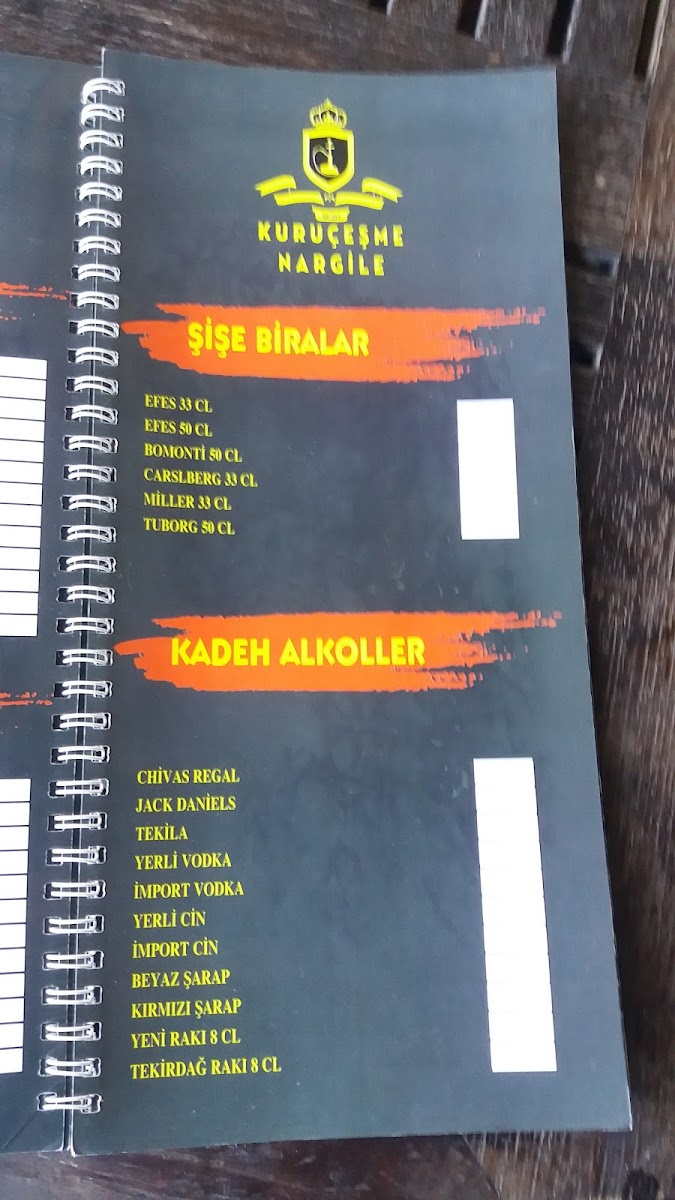 KURUÇEŞME
NARGİLE
ŞİŞE BİRALAR
EFES 33 CL
EFES 50 CL
BOMONTİ 50 CL
CARSLBERG 33 CL
MİLLER 33 CL
TUBORG 50 CL
KADEH ALKOLLER
CHİVAS REGAL
JACK DANİELS
TEKİLA
YERLİ VODKA
İMPORT VODKA
YERLİ CİN
İMPORT CİN
BEYAZ ŞARAP
KIRMIZI ŞARAP
YENİ RAKI 8 CL
TEKİRDAĞ RAKI 8 CL